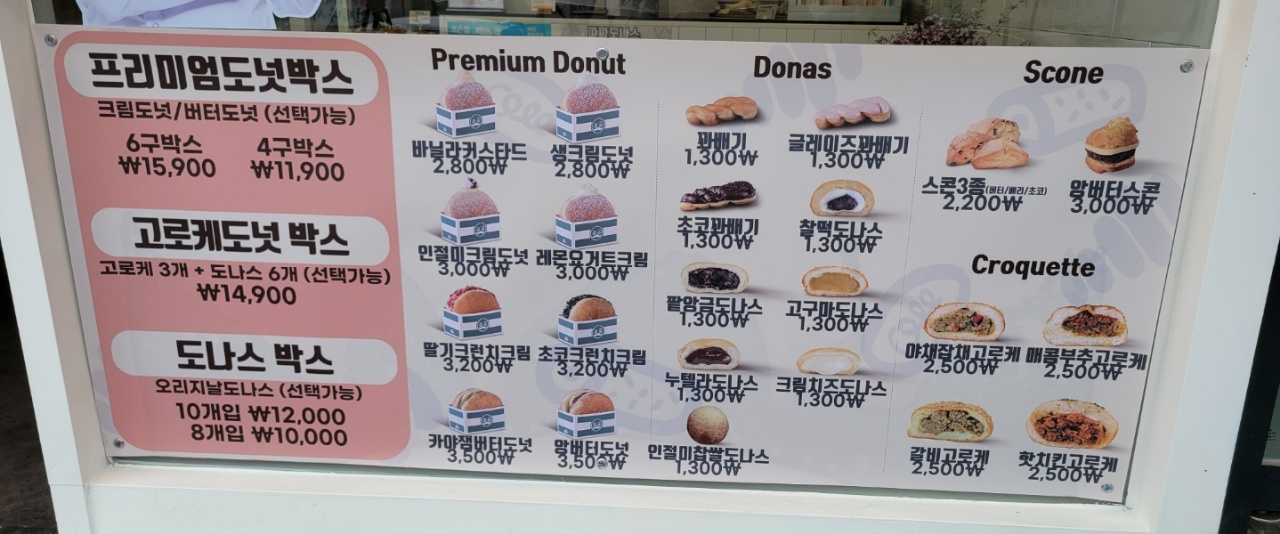 프리미엄도넛박스
크림도넛/버터도넛 (선택가능)
6구박스 4구박스
₩15,900 ₩11,900
고로케도넛 박스
고로케 3개 + 도나스 6개 (선택가능)
₩14,900
도나스 박스
오리지날도나스 (선택가능)
10개입 ₩12,000
8개입 ₩10,000
Premium Donut
바닐라커스타드 생크림도넛
2,800₩ 2,800₩
인절미크림도넛 레몬요거트크림
3,000₩ 3,000₩
딸기크런치크림 초코크런치크림
3,200₩ 3,200₩
카야잼버터도넛 앙버터도넛
3,500₩ 3,500₩
Donas
꽈배기 글레이즈꽈배기
1,300₩ 1,300₩
초코꽈배기 찰떡도나스
1,300₩ 1,300₩
팥앙금도나스 고구마도나스
1,300₩ 1,300₩
누텔라도나스 크림치즈도나스
1,300₩ 1,300₩
인절미찹쌀도나스
1,300₩
Scone
스콘3종(버터/베리/초코) 앙버터스콘
2,200₩ 3,000₩
Croquette
야채잡채고로케 매콤부추고로케
2,500₩ 2,500₩
갈비고로케 핫치킨고로케
2,500₩ 2,500₩